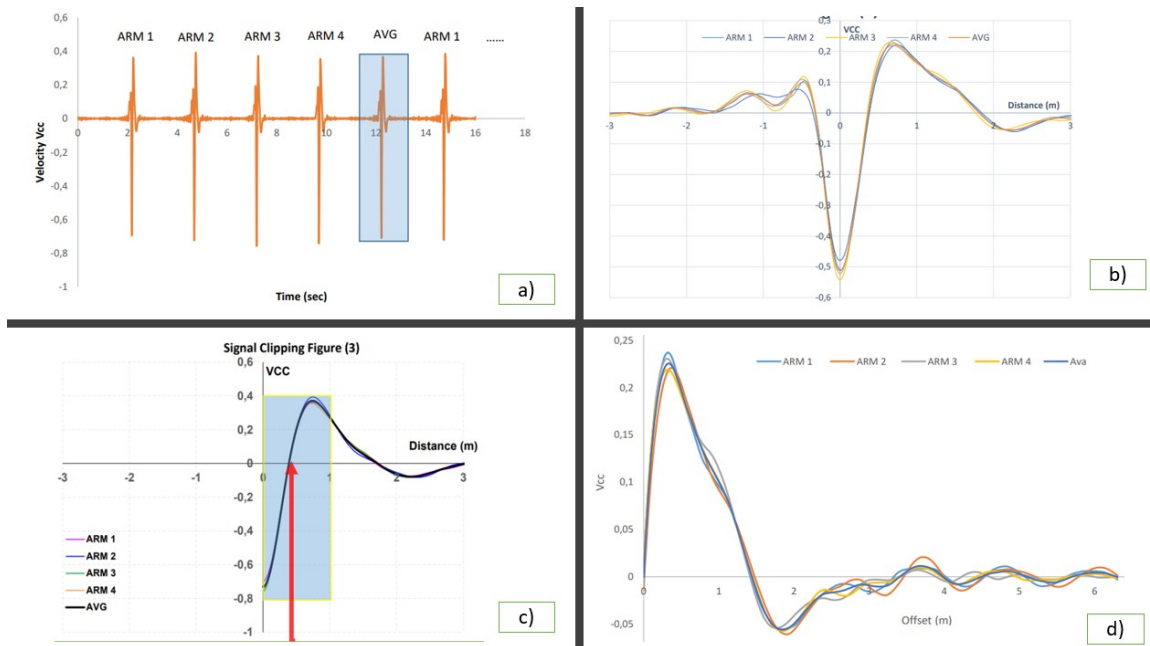 0,6
ARM 1 ARM 2 ARM 3 ARM 4 AVG ARM 1 ......
0,4
0,2
0
0 2 4 6 8 10 12 14 16 18
-0,2
-0,4
-0,6
-0,8
-1
Velocity Vcc
Time (sec)
a)
VCC
0,3
ARM 1 ARM 2 ARM 3 ARM 4 AVG
0,2
0,1
Distance (m)
0
-3 -2 -1 0 1 2 3
-0,1
-0,2
-0,3
-0,4
-0,5
-0,6
b)
Signal Clipping Figure (3)
0,6
VCC
0,4
0,2
Distance (m)
0
-3 -2 -1 0 1 2 3
-0,2
-0,4
-0,6
-0,8
-1
ARM 1
ARM 2
ARM 3
ARM 4
AVG
c)
0,25
ARM 1 ARM 2 ARM 3 ARM 4 Ava
0,2
0,15
0,1
0,05
0
0 1 2 3 4 5 6
-0,05
Vcc
Offset (m)
d)